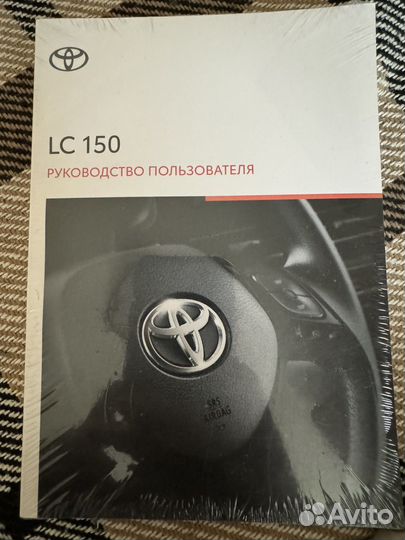 LC 150
РУКОВОДСТВО ПОЛЬЗОВАТЕЛЯ
SRS
AIRBAG
Avito